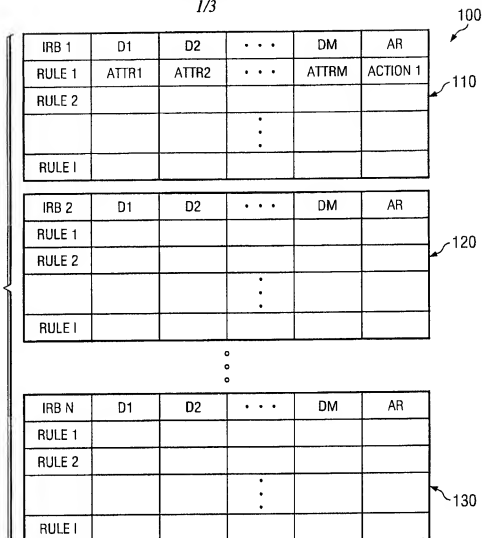 1/3
100
IRB 1 D1 D2 • • • DM AR
RULE 1 ATTR1 ATTR2 • • • ATTRM ACTION 1
110
RULE 2
RULE I
IRB 2 D1 D2 • • • DM AR
RULE 1
120
RULE 2
RULE I
IRB N D1 D2 • • • DM AR
RULE 1
RULE 2
130
RULE I